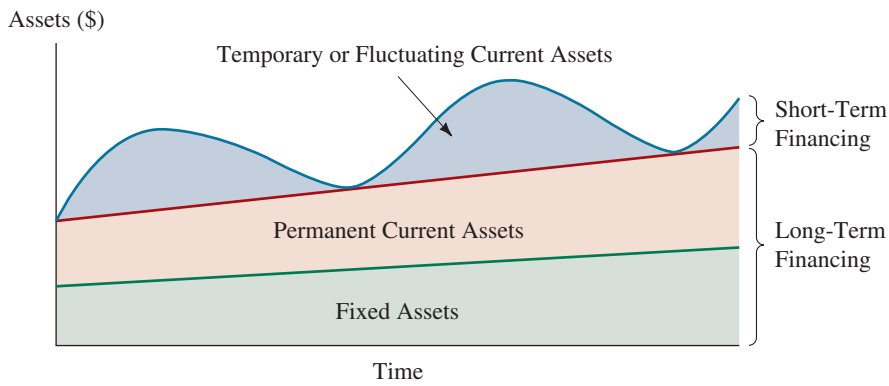 Assets ($)
Temporary or Fluctuating Current Assets
Short-Term
Financing
Permanent Current Assets
Long-Term
Financing
Fixed Assets
Time